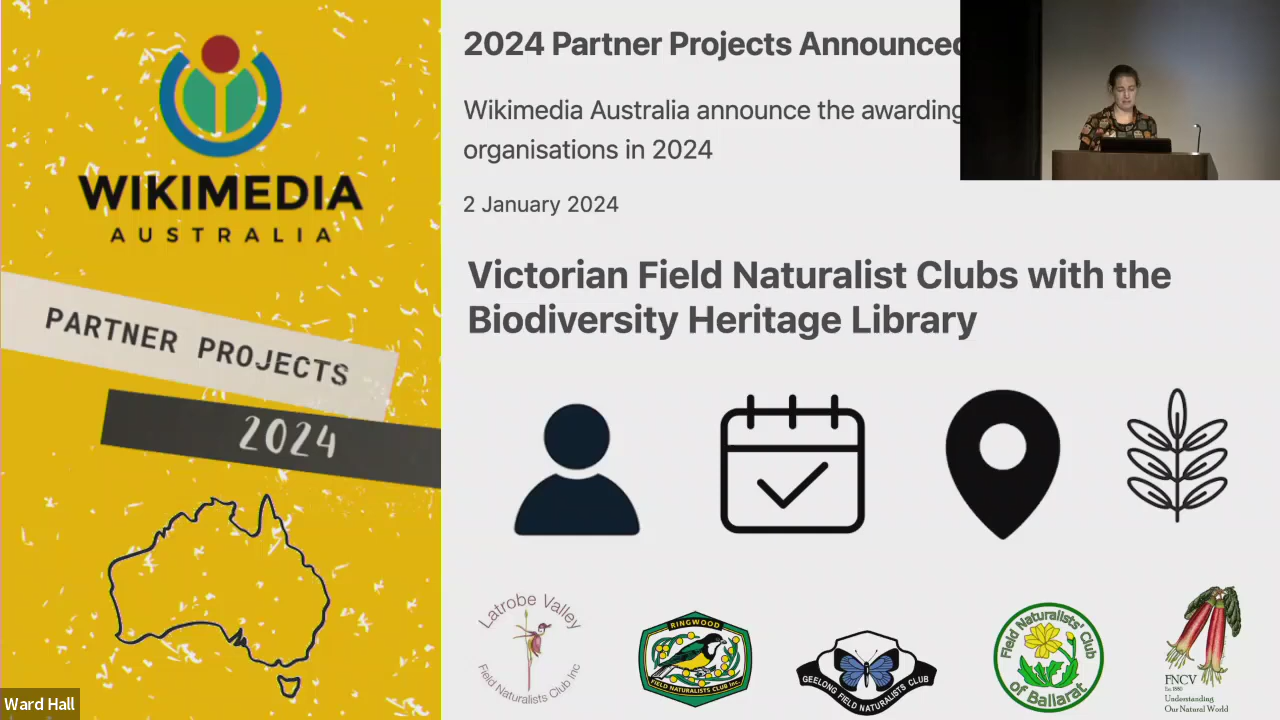 WIKIMEDIA
AUSTRALIA
PARTNER PROJECTS
2024
2024 Partner Projects Announced
Wikimedia Australia announce the awarding
organisations in 2024
2 January 2024
Victorian Field Naturalist Clubs with the
Biodiversity Heritage Library
Latrobe Valley
Field Naturalists Club Inc
RINGWOOD
FIELD NATURALISTS CLUB INC.
GEELONG FIELD NATURALISTS CLUB
Field Naturalists' Club
of Ballarat
FNCV
Est 1880
Understanding
Our Natural World
Ward Hall